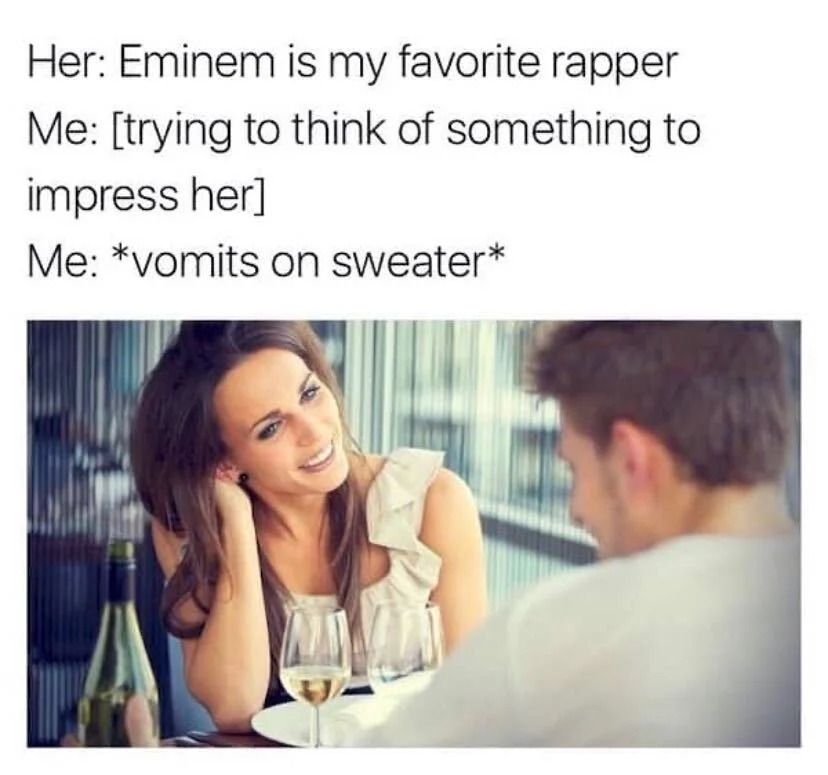 Her: Eminem is my favorite rapper
Me: [trying to think of something to
impress her]
Me: *vomits on sweater*